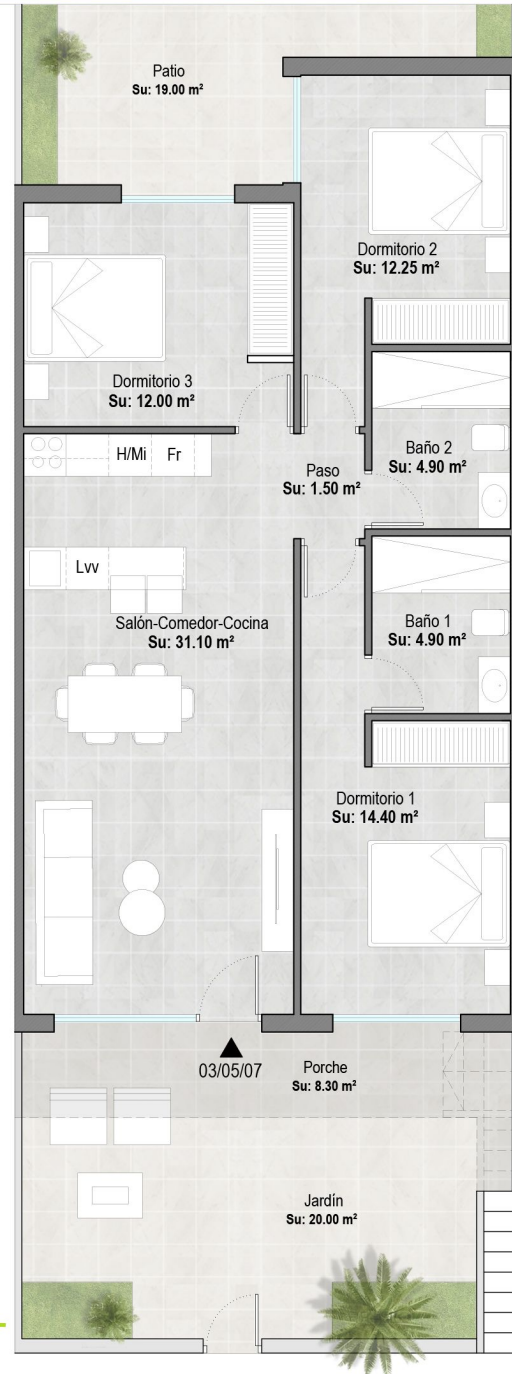 Patio
Su: 19.00 m²
Dormitorio 2
Su: 12.25 m²
Dormitorio 3
Su: 12.00 m²
H/Mi Fr
Baño 2
Su: 4.90 m²
Paso
Su: 1.50 m²
Lvv
Salón-Comedor-Cocina
Su: 31.10 m²
Baño 1
Su: 4.90 m²
Dormitorio 1
Su: 14.40 m²
03/05/07
Porche
Su: 8.30 m²
Jardín
Su: 20.00 m²